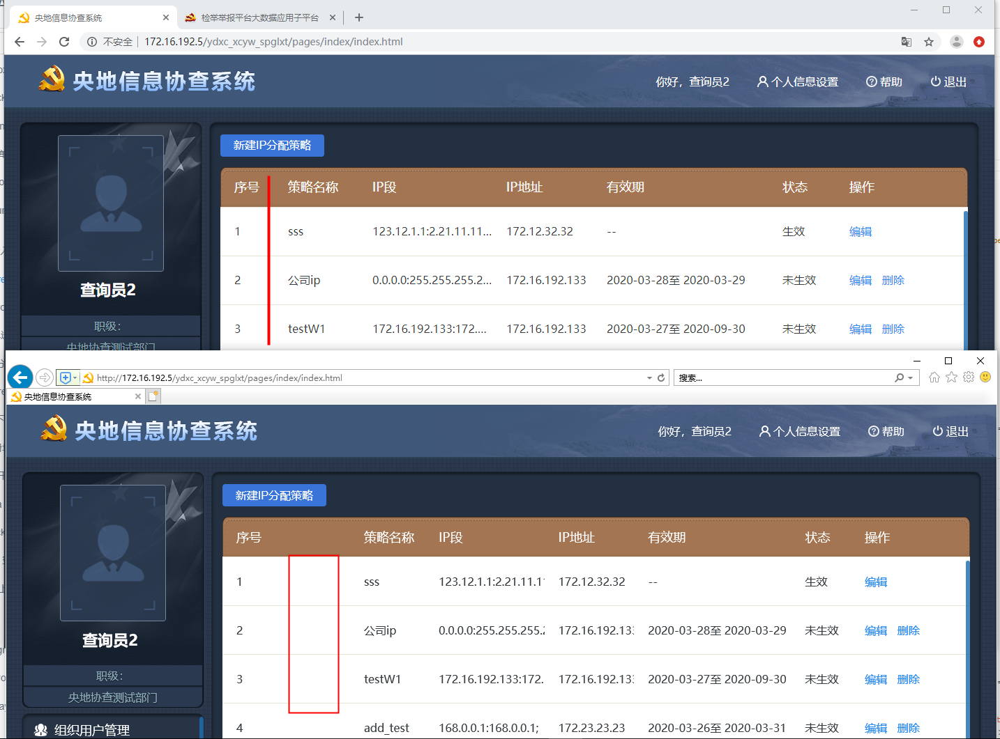 央地信息协查系统
检举举报平台大数据应用子平台
不安全
172.16.192.5/ydxc_xcyw_spglxt/pages/index/index.html
央地信息协查系统
你好，查询员2 个人信息设置 帮助 退出
查询员2
职级：
央地协查测试部门
新建IP分配策略
序号 策略名称 IP段 IP地址 有效期 状态 操作
1 sss 123.12.1.1:2.21.11.11... 172.12.32.32 -- 生效 编辑
2 公司ip 0.0.0.0:255.255.255.2... 172.16.192.133 2020-03-28至 2020-03-29 未生效 编辑 删除
3 testW1 172.16.192.133:172.... 172.16.192.133 2020-03-27至 2020-09-30 未生效 编辑 删除
http://172.16.192.5/ydxc_xcyw_spglxt/pages/index/index.html
搜索...
央地信息协查系统
央地信息协查系统
你好，查询员2 个人信息设置 帮助 退出
查询员2
职级：
央地协查测试部门
组织用户管理
新建IP分配策略
序号 策略名称 IP段 IP地址 有效期 状态 操作
1 sss 123.12.1.1:2.21.11.1 172.12.32.32 -- 生效 编辑
2 公司ip 0.0.0.0:255.255.255. 172.16.192.13 2020-03-28至 2020-03-29 未生效 编辑 删除
3 testW1 172.16.192.133:172. 172.16.192.13 2020-03-27至 2020-09-30 未生效 编辑 删除
4 add_test 168.0.0.1:168.0.0.1; 172.23.23.23 2020-03-26至 2020-03-31 未生效 编辑 删除